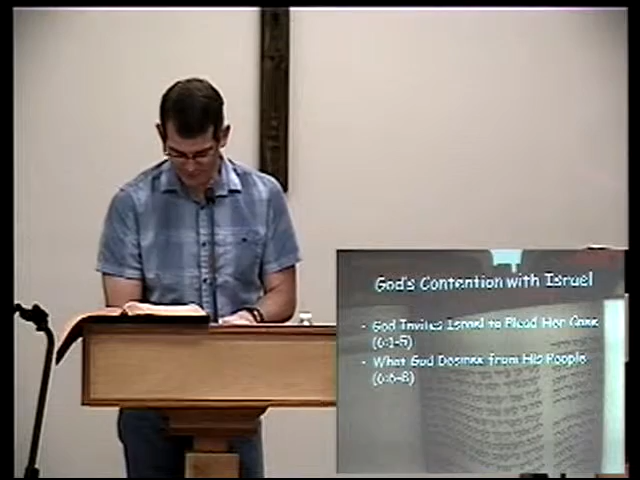 God's Contention with Israel
- God Invites Israel to Plead Her Case
(6:1-5)
- What God Desires from His People
(6:6-8)